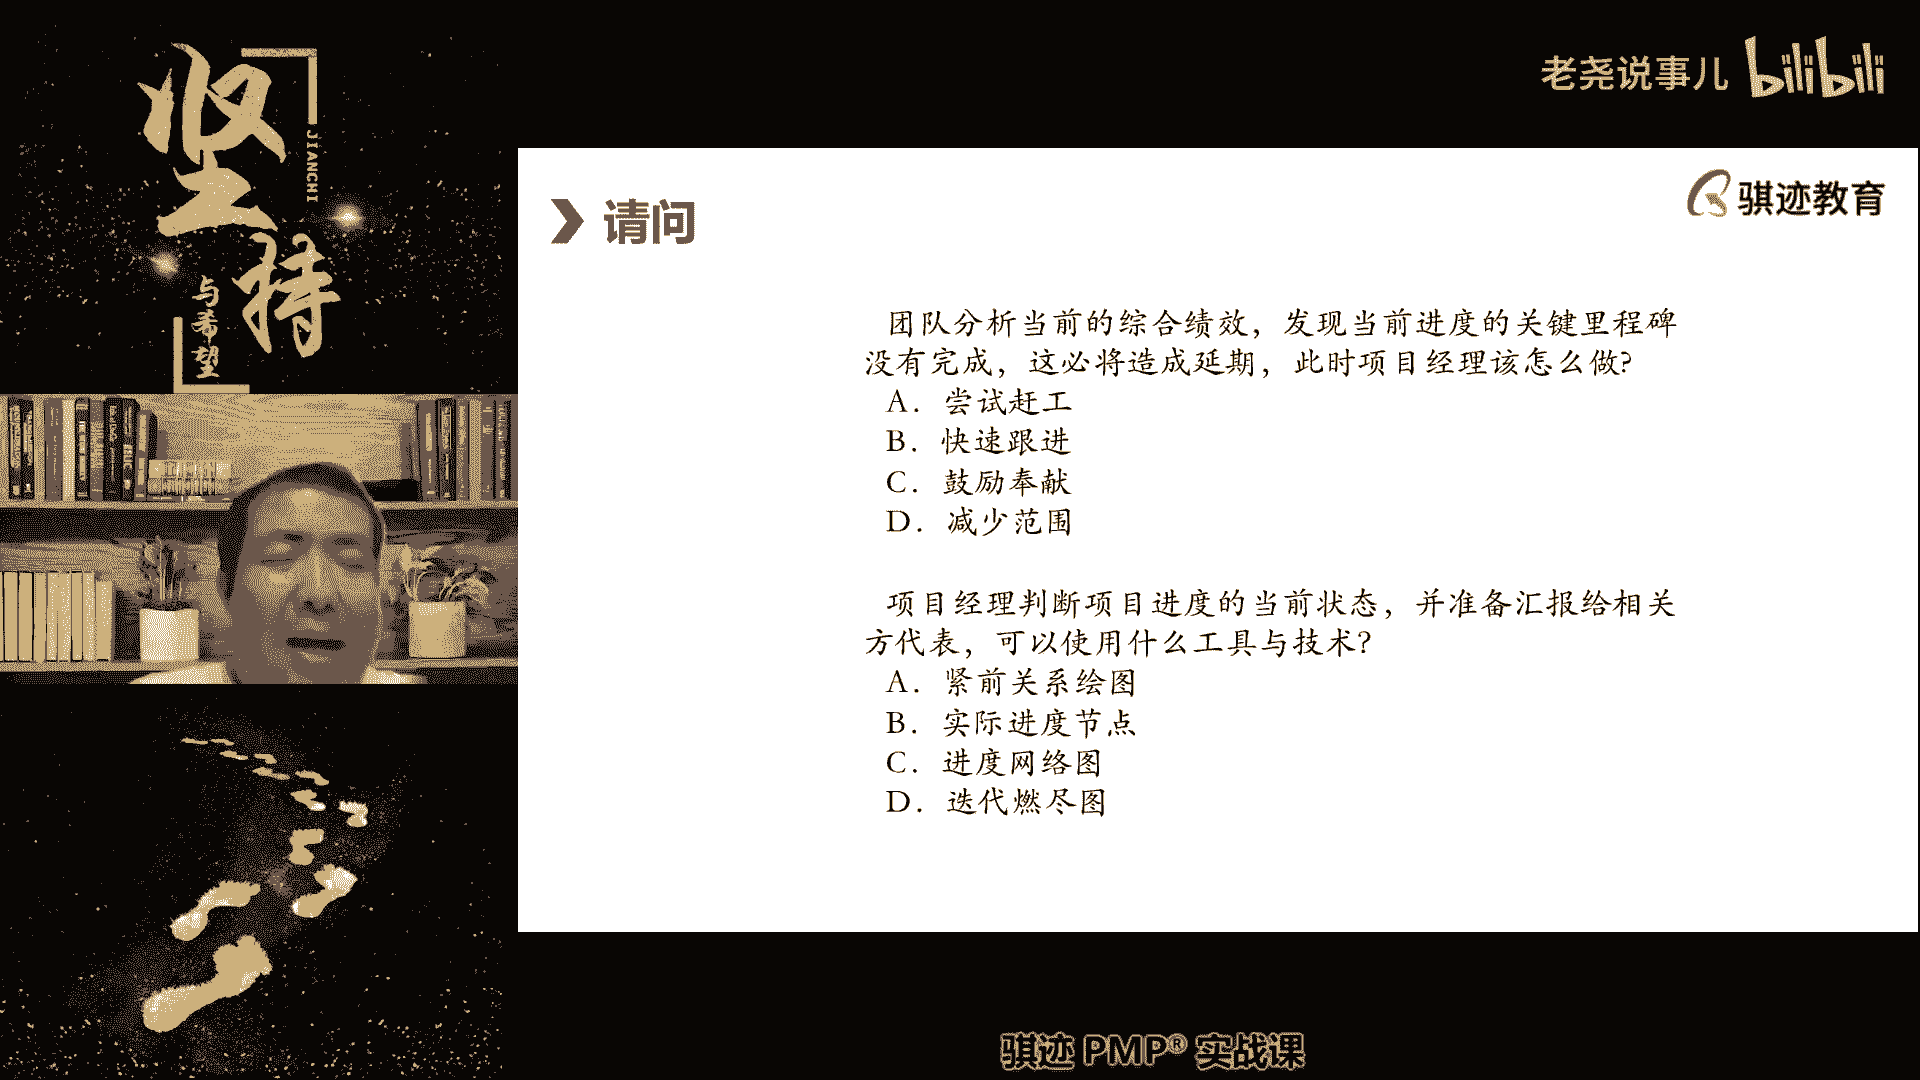 坚持
JIANCHI
与希望
老尧说事儿 bilibili
骐迹教育
请问
团队分析当前的综合绩效，发现当前进度的关键里程碑
没有完成，这必将造成延期，此时项目经理该怎么做?
A. 尝试赶工
B. 快速跟进
C. 鼓励奉献
D. 减少范围
项目经理判断项目进度的当前状态，并准备汇报给相关
方代表，可以使用什么工具与技术?
A. 紧前关系绘图
B. 实际进度节点
C. 进度网络图
D. 迭代燃尽图
骐迹 PMP® 实战课